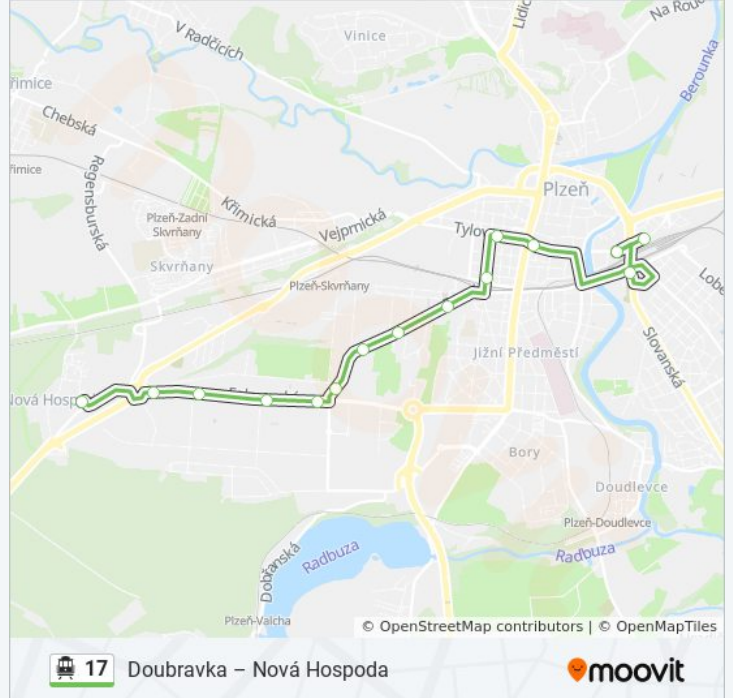 Na Rou
V Radčicích
Vinice
Lidic
Berounka
řimice
Chebská
Regensburská
řimice
Plzeň
Křimická
Plzeň-Zadní
Skvrňany
Vejprnická
Tylov
Skvrňany
Plzeň-Skvrňany
Lobe
Slovanská
Jižní Předměstí
Nová Hosp
Bory
Doudlevce
Plzeň-Doudlevce
Dobřanská
Radbuza
Radbuza
Plzeň-Valcha
© OpenStreetMap contributors | © OpenMapTiles
17 Doubravka – Nová Hospoda
moovit